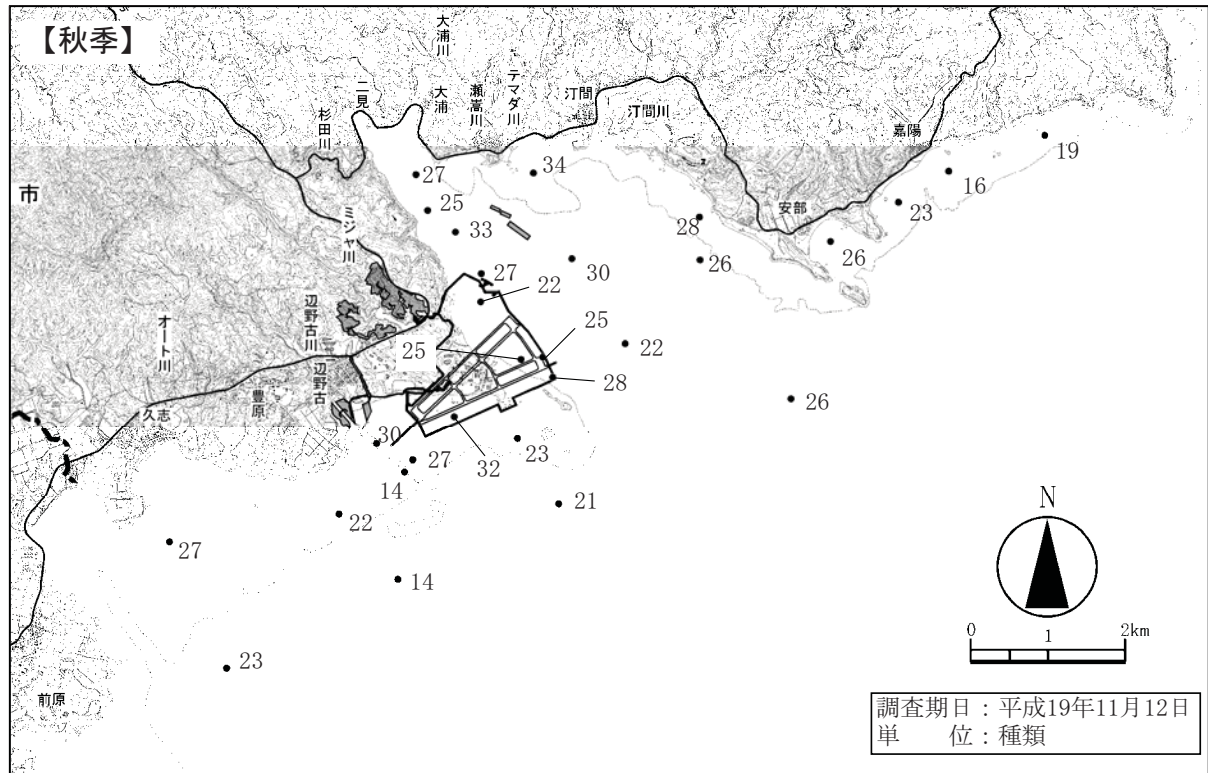 【秋季】
大浦川
テマダ川
瀬嵩川
大浦
二見
杉田川
汀間
汀間川
嘉陽
安部
市
ミジャ川
辺野古川
辺野古
オート川
豊原
久志
前原
19
16
23
26
34
27
25
33
28
26
30
27
22
25
25
22
28
26
30
27
32
23
14
21
22
27
14
23
N
0 1 2km
調査期日：平成19年11月12日
単　　位：種類